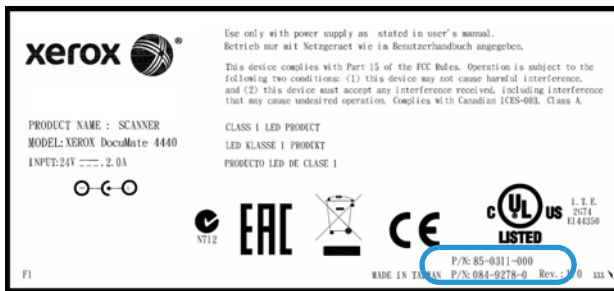 xerox ®
Use only with power supply as stated in user's manual.
Betrieb nur mit Netzgeraet wie im Benutzerhandbuch angegeben.
This device complies with Part 15 of the FCC Rules. Operation is subject to the
following two conditions: (1) this device may not cause harmful interference,
and (2) this device must accept any interference received, including interference
that may cause undesired operation. Complies with Canadian ICES-003. Class A.
PRODUCT NAME : SCANNER
MODEL: XEROX DocuMate 4440
INPUT: 24V ⎓, 2.0A
CLASS 1 LED PRODUCT
LED KLASSE 1 PRODUKT
PRODUCTO LED DE CLASE 1
N712
EAC
CE
C UL US
LISTED
I.T.E.
2G74
E144350
P/N: 85-0311-000
F1
MADE IN TAIWAN P/N: 084-9278-0 Rev.: 1/0 xxx